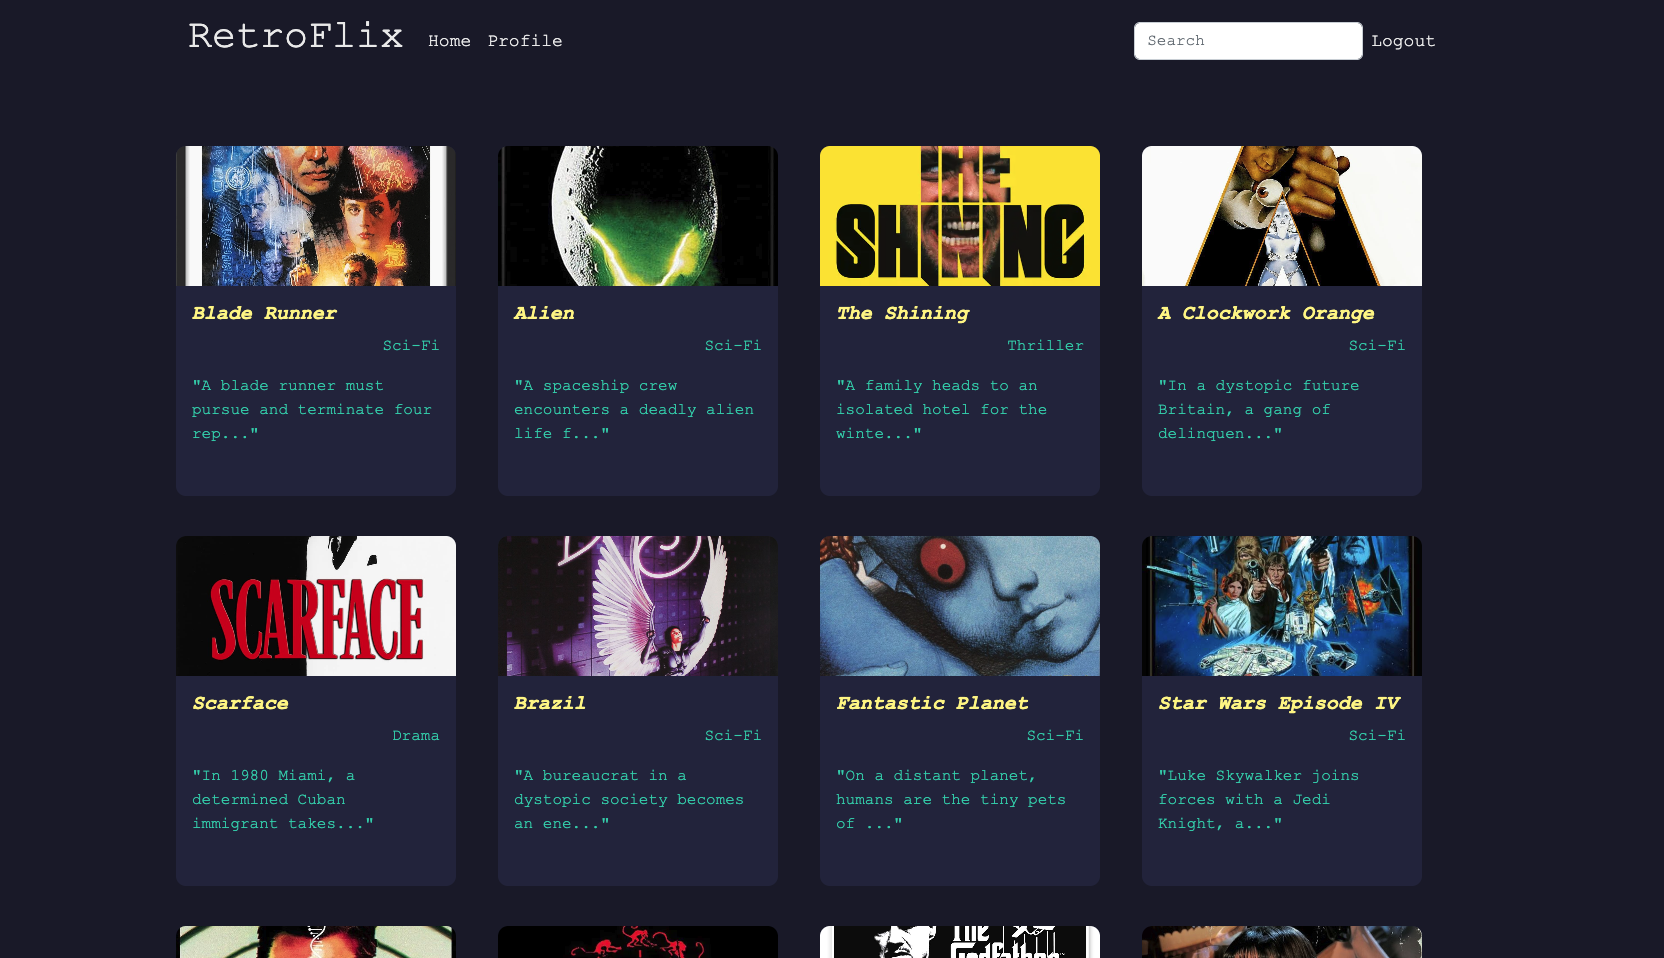 RetroFlix Home Profile Search Logout
THE
SHINING
Blade Runner
Sci-Fi
"A blade runner must
pursue and terminate four
rep..."
Alien
Sci-Fi
"A spaceship crew
encounters a deadly alien
life f..."
The Shining
Thriller
"A family heads to an
isolated hotel for the
winte..."
A Clockwork Orange
Sci-Fi
"In a dystopic future
Britain, a gang of
delinquen..."
SCARFACE
Scarface
Drama
"In 1980 Miami, a
determined Cuban
immigrant takes..."
Brazil
Sci-Fi
"A bureaucrat in a
dystopic society becomes
an ene..."
Fantastic Planet
Sci-Fi
"On a distant planet,
humans are the tiny pets
of ..."
Star Wars Episode IV
Sci-Fi
"Luke Skywalker joins
forces with a Jedi
Knight, a..."
The
Godfather